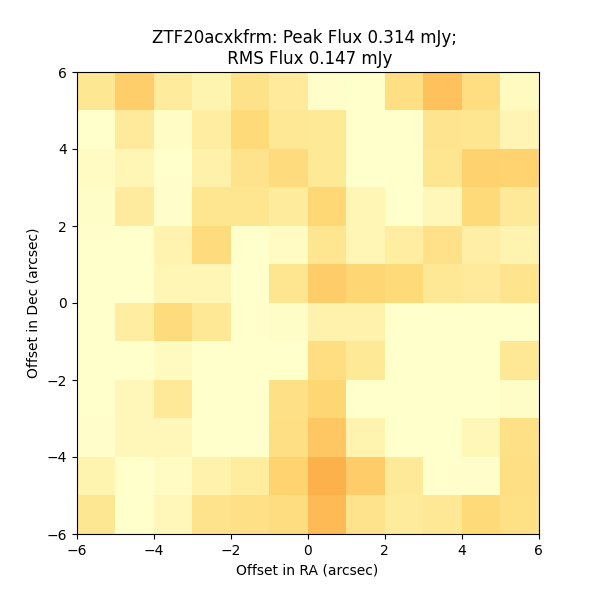 ZTF20acxkfrm: Peak Flux 0.314 mJy;
RMS Flux 0.147 mJy
6
4
2
0
−2
−4
−6
Offset in Dec (arcsec)
−6 −4 −2 0 2 4 6
Offset in RA (arcsec)